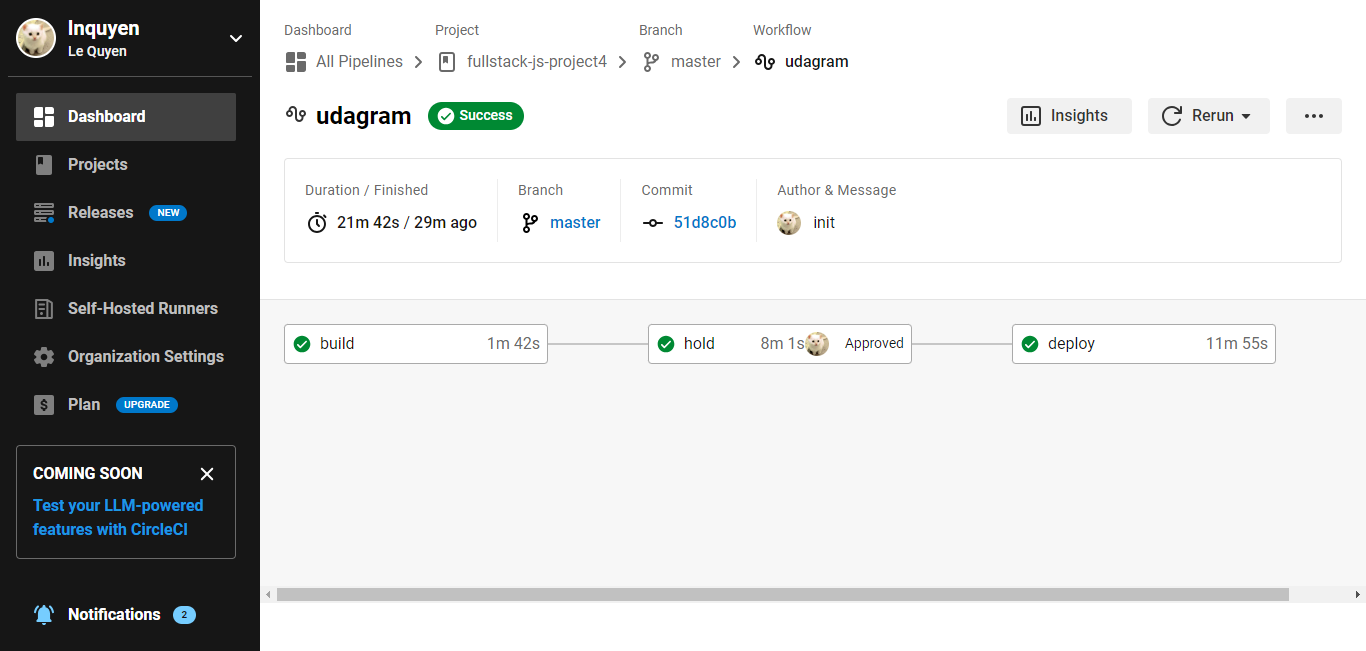 lnquyen
Le Quyen
Dashboard
Projects
Releases NEW
Insights
Self-Hosted Runners
Organization Settings
Plan UPGRADE
COMING SOON
Test your LLM-powered
features with CircleCI
Notifications 2
Dashboard Project Branch Workflow
All Pipelines fullstack-js-project4 master udagram
udagram Success Insights Rerun
Duration / Finished Branch Commit Author & Message
21m 42s / 29m ago master 51d8c0b init
build 1m 42s hold 8m 1s Approved deploy 11m 55s